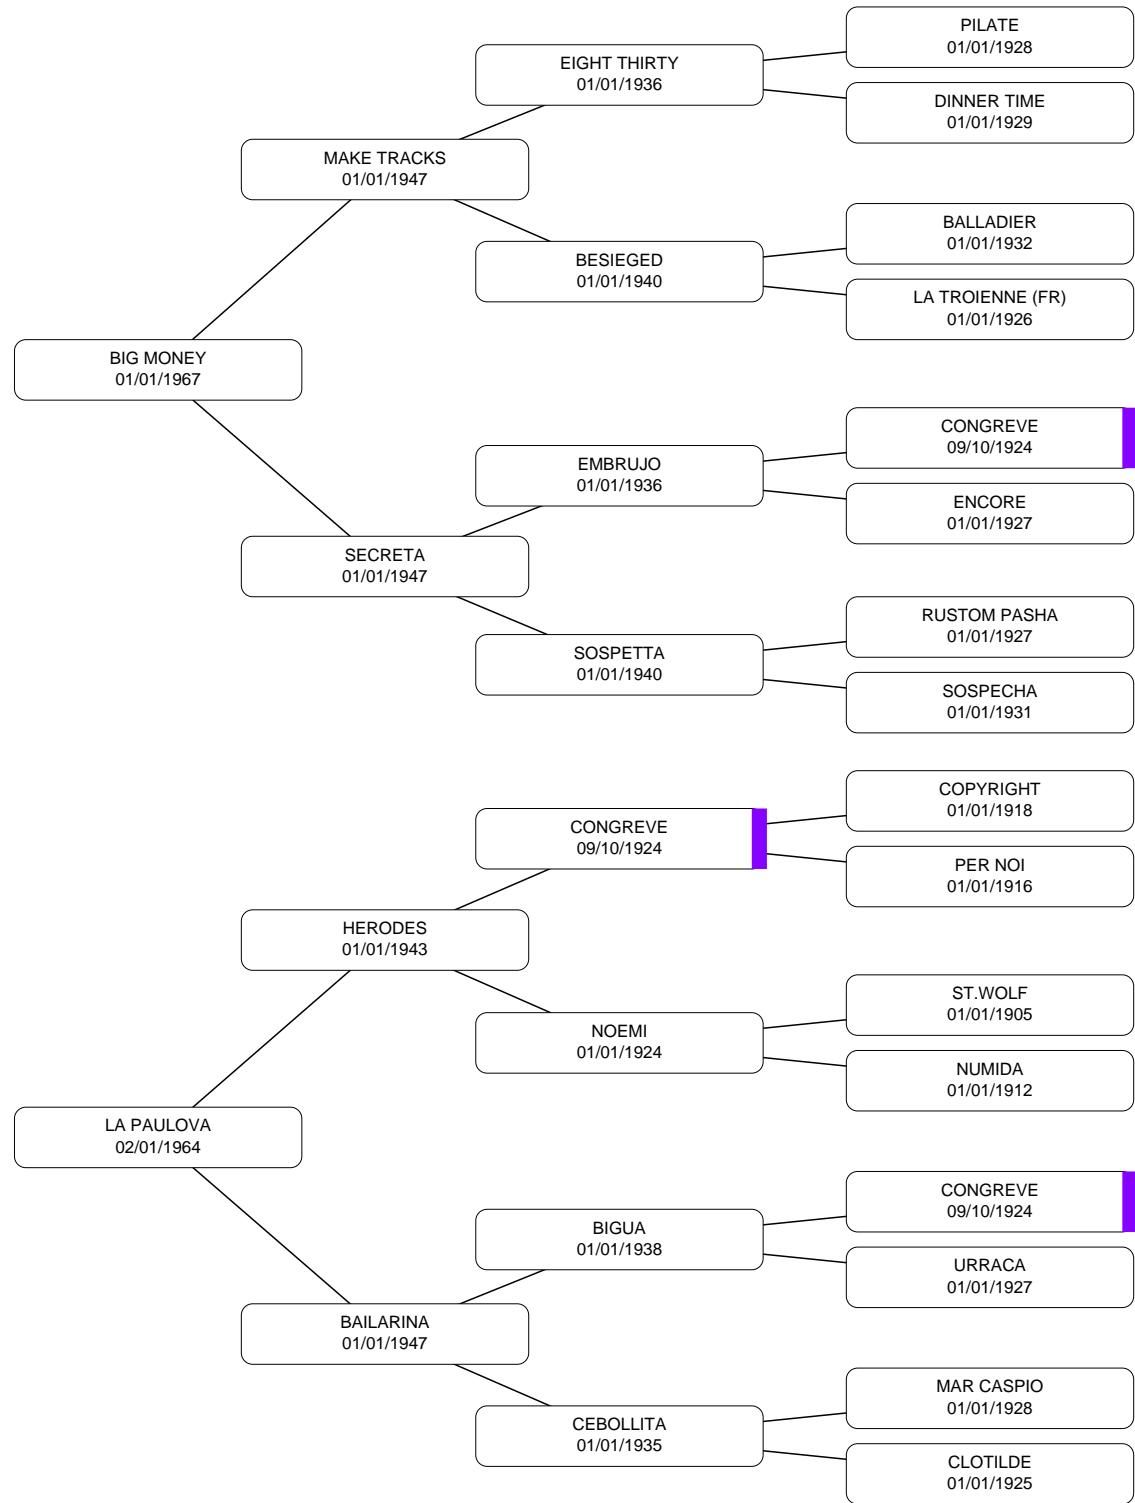 PILATE
01/01/1928
EIGHT THIRTY
01/01/1936
DINNER TIME
01/01/1929
MAKE TRACKS
01/01/1947
BALLADIER
01/01/1932
BESIEGED
01/01/1940
LA TROIENNE (FR)
01/01/1926
BIG MONEY
01/01/1967
CONGREVE
09/10/1924
EMBRUJO
01/01/1936
ENCORE
01/01/1927
SECRETA
01/01/1947
RUSTOM PASHA
01/01/1927
SOSPETTA
01/01/1940
SOSPECHA
01/01/1931
COPYRIGHT
01/01/1918
CONGREVE
09/10/1924
PER NOI
01/01/1916
HERODES
01/01/1943
ST.WOLF
01/01/1905
NOEMI
01/01/1924
NUMIDA
01/01/1912
LA PAULOVA
02/01/1964
CONGREVE
09/10/1924
BIGUA
01/01/1938
URRACA
01/01/1927
BAILARINA
01/01/1947
MAR CASPIO
01/01/1928
CEBOLLITA
01/01/1935
CLOTILDE
01/01/1925